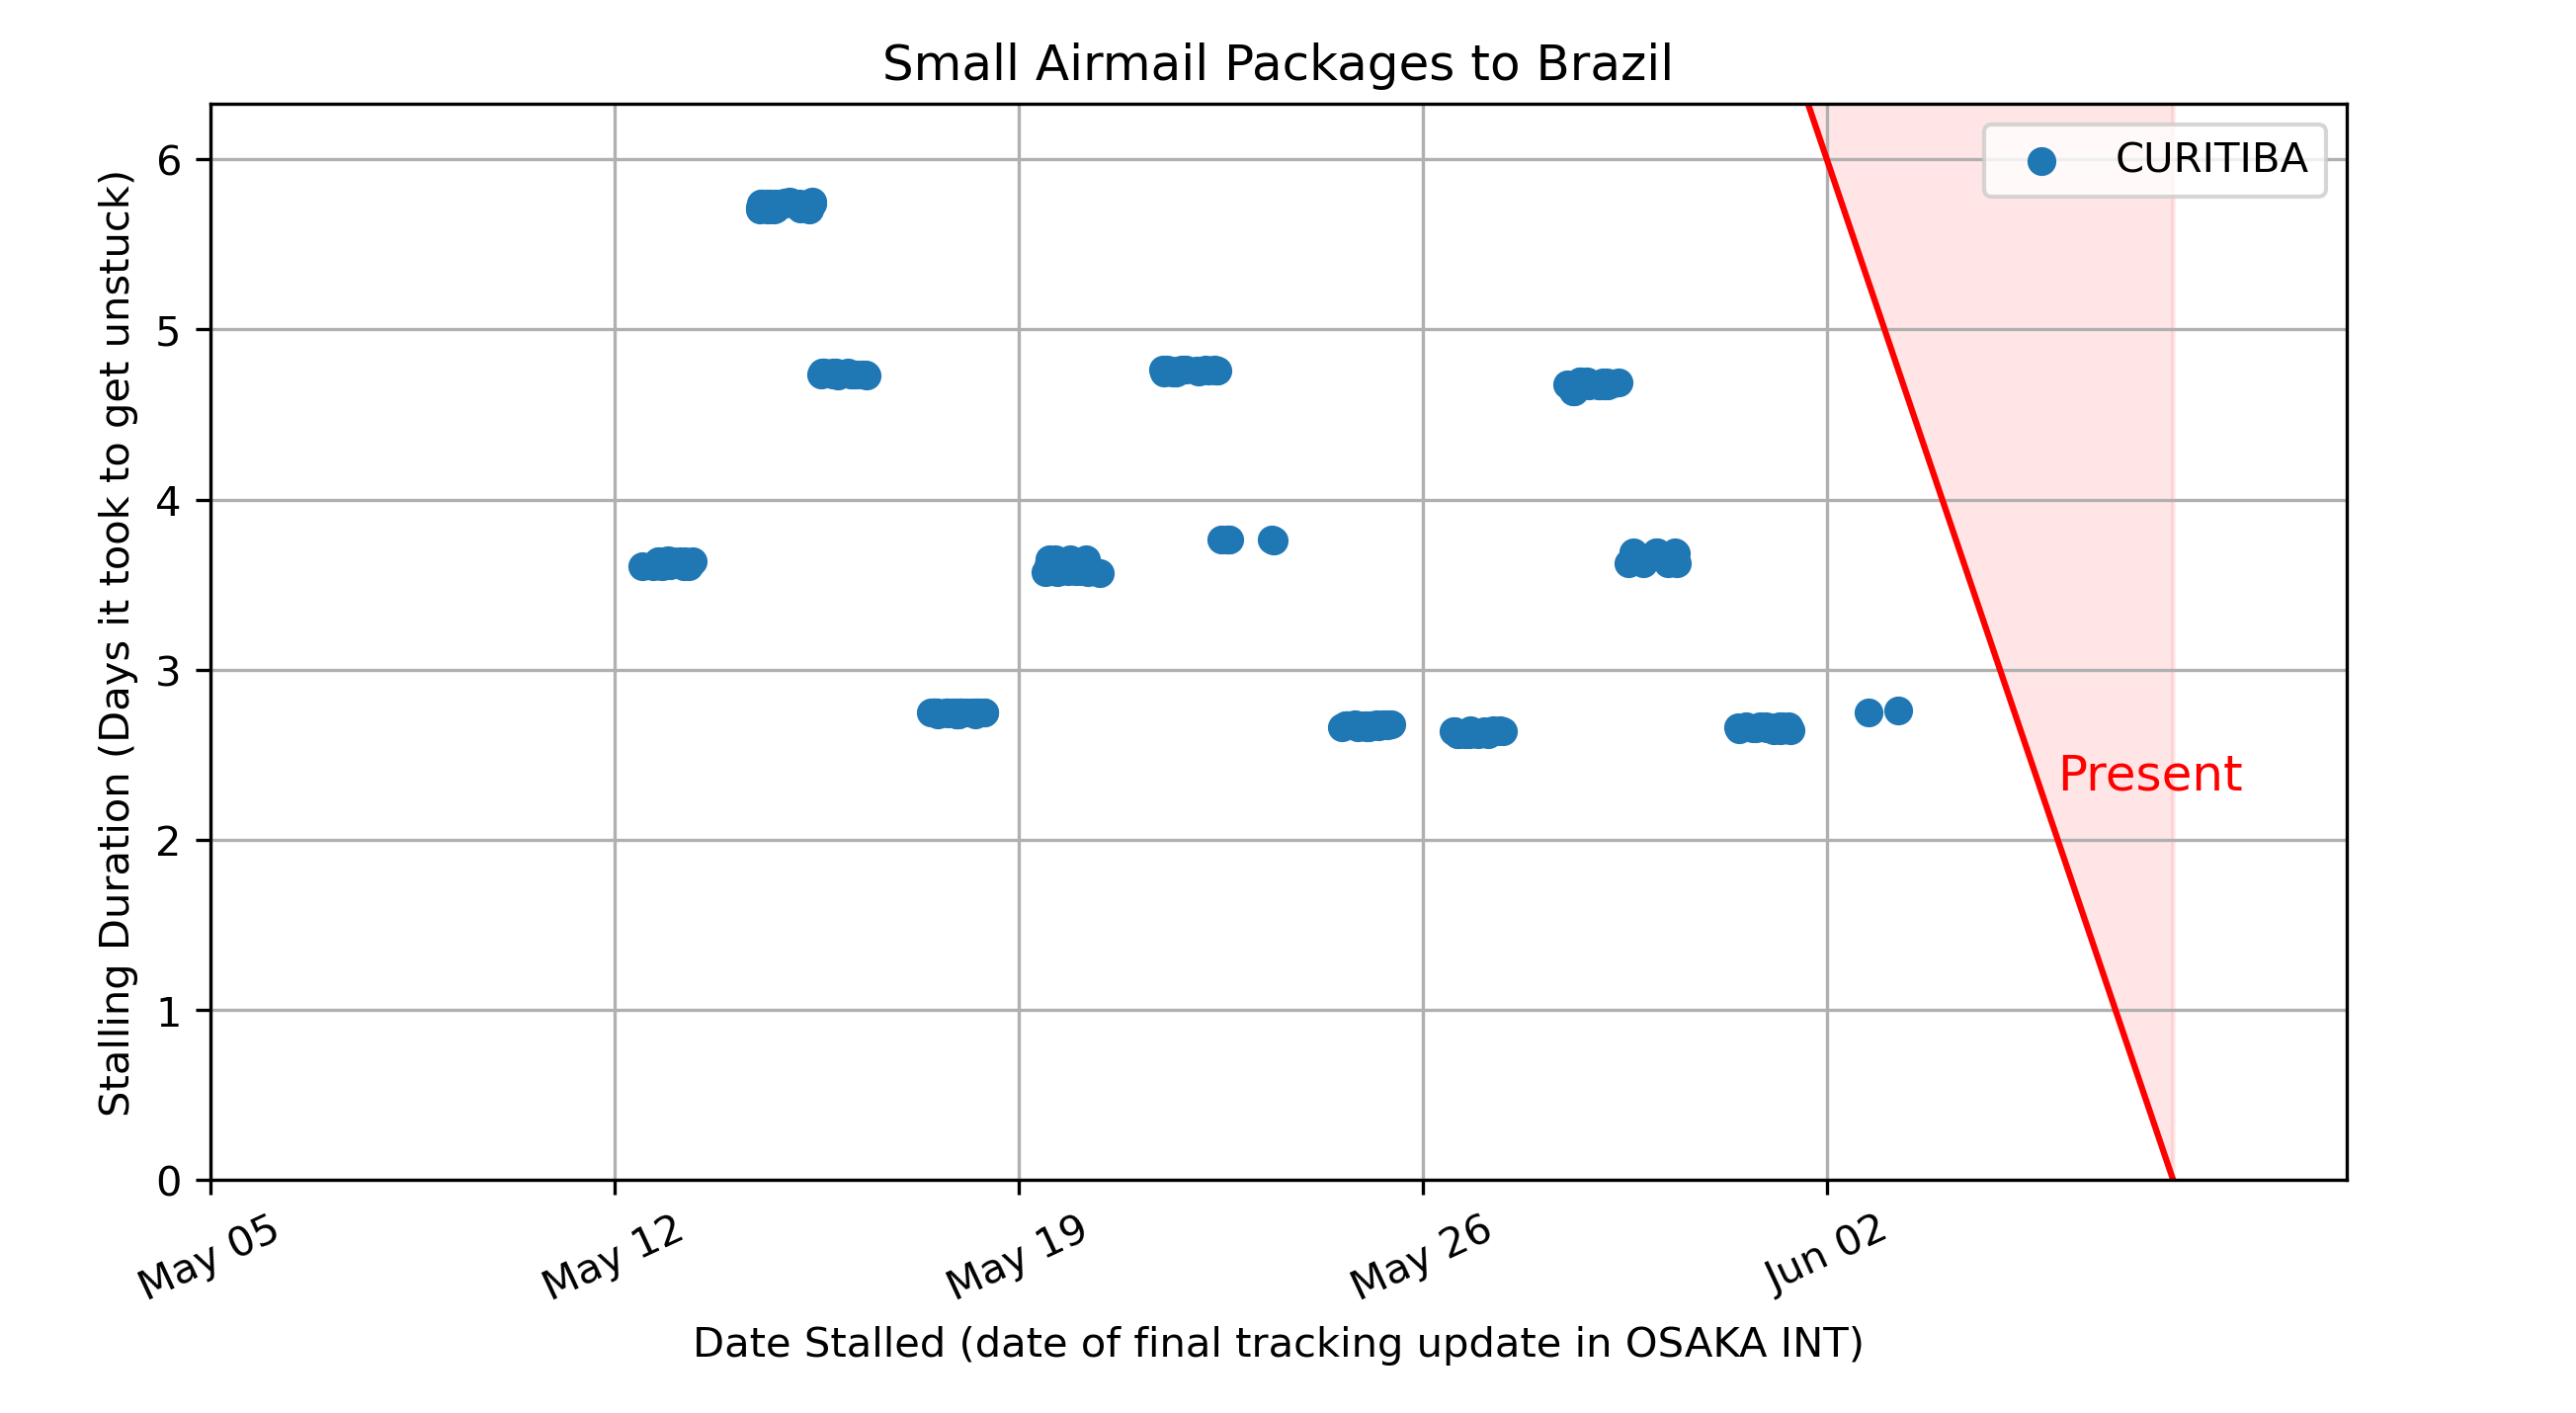 Small Airmail Packages to Brazil
CURITIBA
Present
Stalling Duration (Days it took to get unstuck)
6
5
4
3
2
1
0
May 05
May 12
May 19
May 26
Jun 02
Date Stalled (date of final tracking update in OSAKA INT)